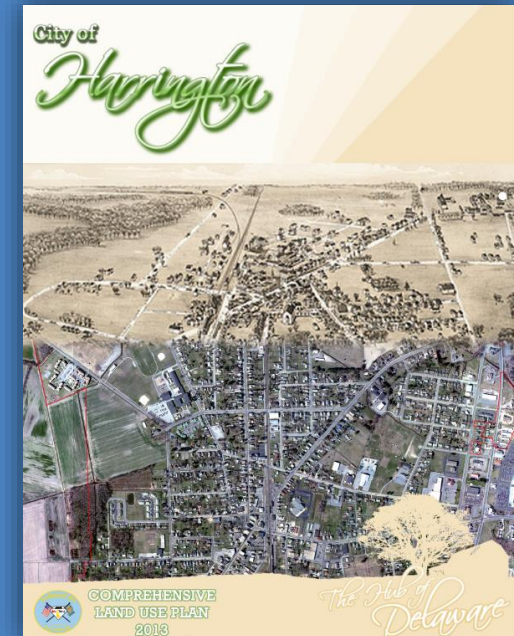 City of
Harrington
COMPREHENSIVE
LAND USE PLAN
2013
The Hub of
Delaware